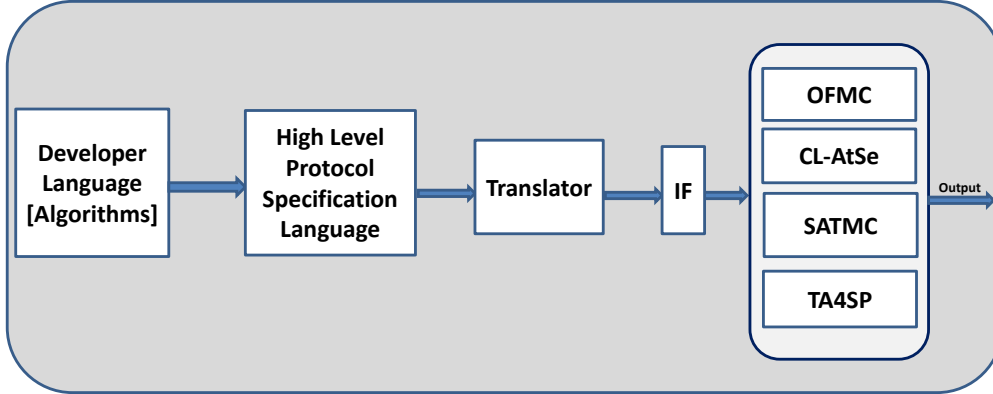 Developer
Language
[Algorithms]
High Level
Protocol
Specification
Language
Translator
IF
OFMC
CL-AtSe
SATMC
TA4SP
Output